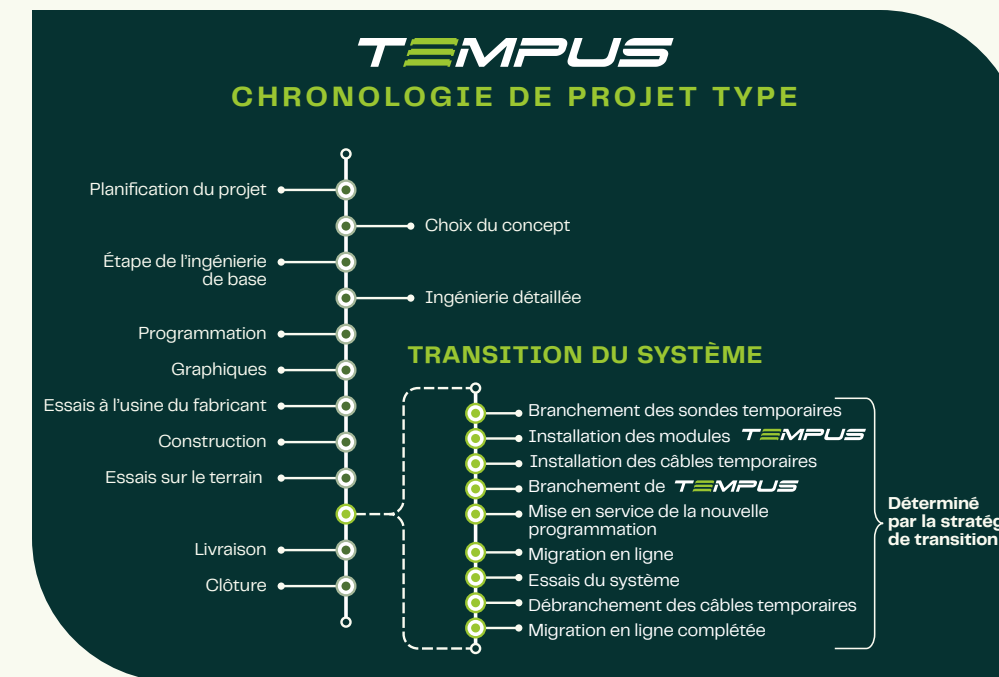 TEMPUS
CHRONOLOGIE DE PROJET TYPE
Planification du projet
Choix du concept
Étape de l'ingénierie
de base
Ingénierie détaillée
Programmation
Graphiques
Essais à l'usine du fabricant
Construction
Essais sur le terrain
Livraison
Clôture
TRANSITION DU SYSTÈME
Branchement des sondes temporaires
Installation des modules TEMPUS
Installation des câbles temporaires
Branchement de TEMPUS
Mise en service de la nouvelle
programmation
Migration en ligne
Essais du système
Débranchement des câbles temporaires
Migration en ligne complétée
Déterminé
par la
de transition